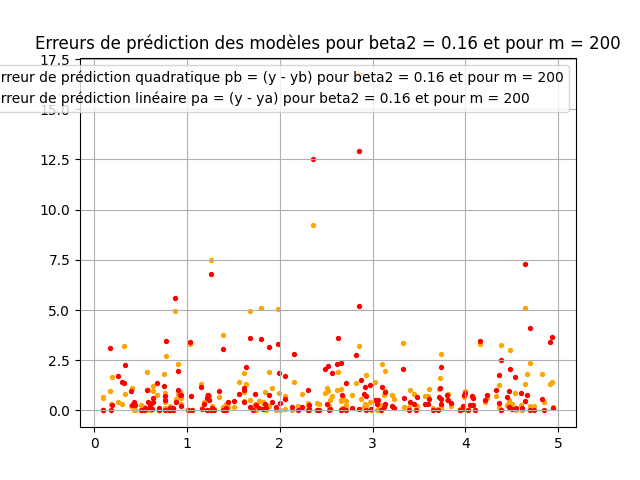 Erreurs de prédiction des modèles pour beta2 = 0.16 et pour m = 200
rreur de prédiction quadratique pb = (y - yb) pour beta2 = 0.16 et pour m = 200
rreur de prédiction linéaire pa = (y - ya) pour beta2 = 0.16 et pour m = 200
17.5
15.0
12.5
10.0
7.5
5.0
2.5
0.0
0 1 2 3 4 5